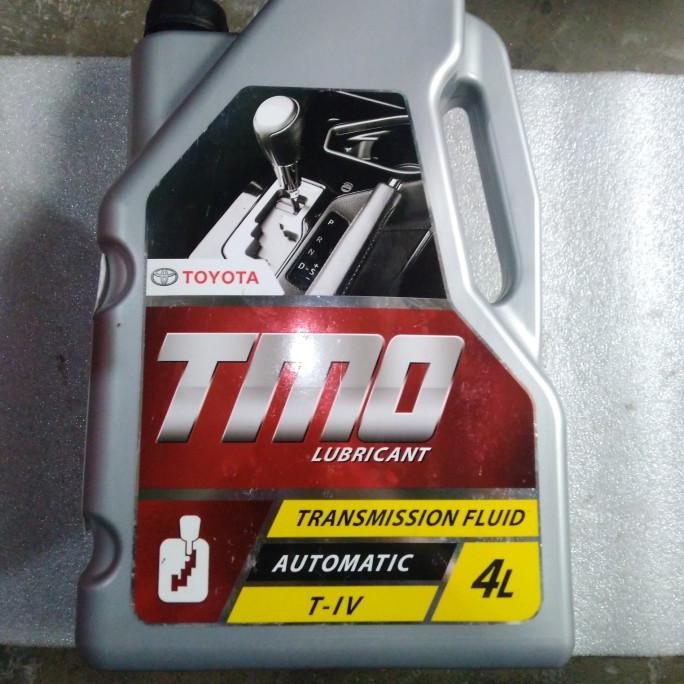 P
R
N
D-S
+
-
TOYOTA
TMO
LUBRICANT
TRANSMISSION FLUID
AUTOMATIC
4L
T-IV